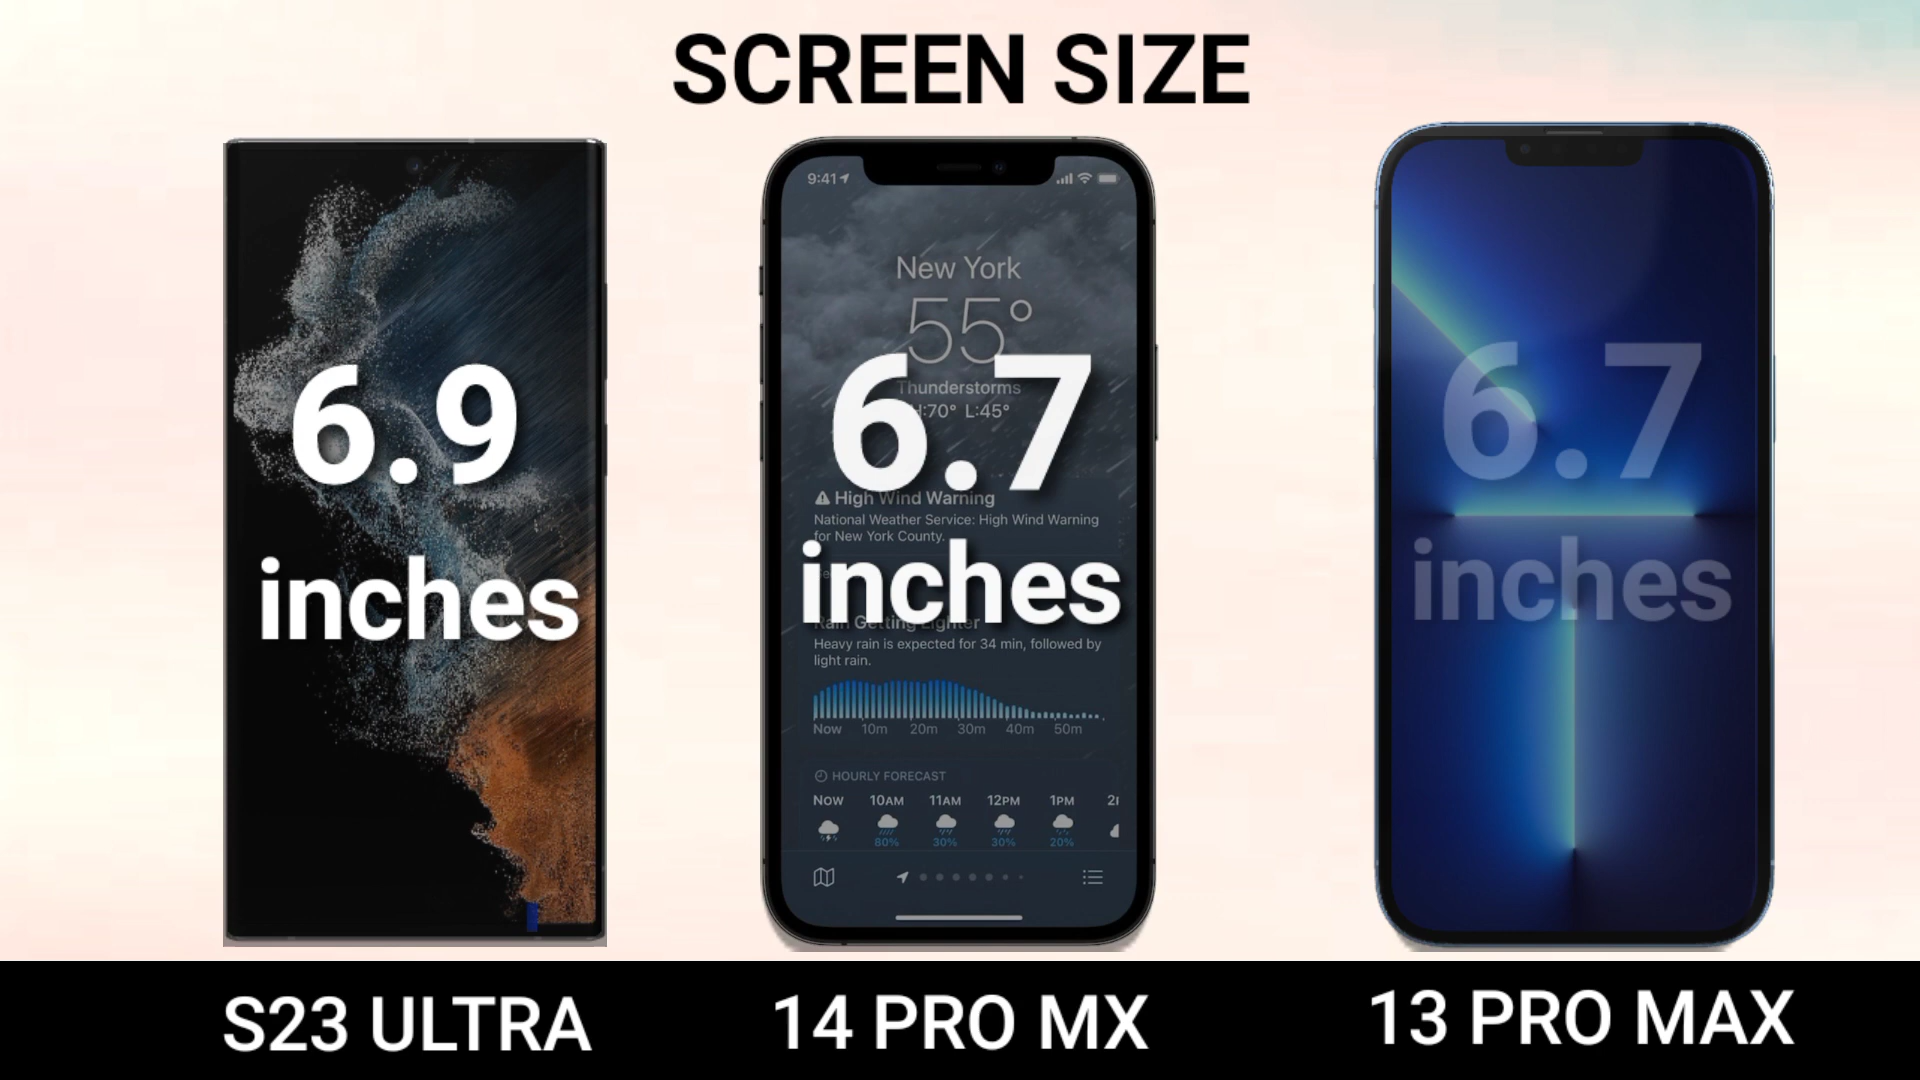 SCREEN SIZE
6.9
inches
9:41
New York
55°
6.7
Thunderstorms
H:70° L:45°
High Wind Warning
National Weather Service: High Wind Warning
for New York County.
inches
Rain Getting Lighter
Heavy rain is expected for 34 min, followed by
light rain.
Now 10m 20m 30m 40m 50m
HOURLY FORECAST
NOW 10AM 11AM 12PM 1PM
80% 30% 30% 20%
6.7
inches
S23 ULTRA
14 PRO MX
13 PRO MAX